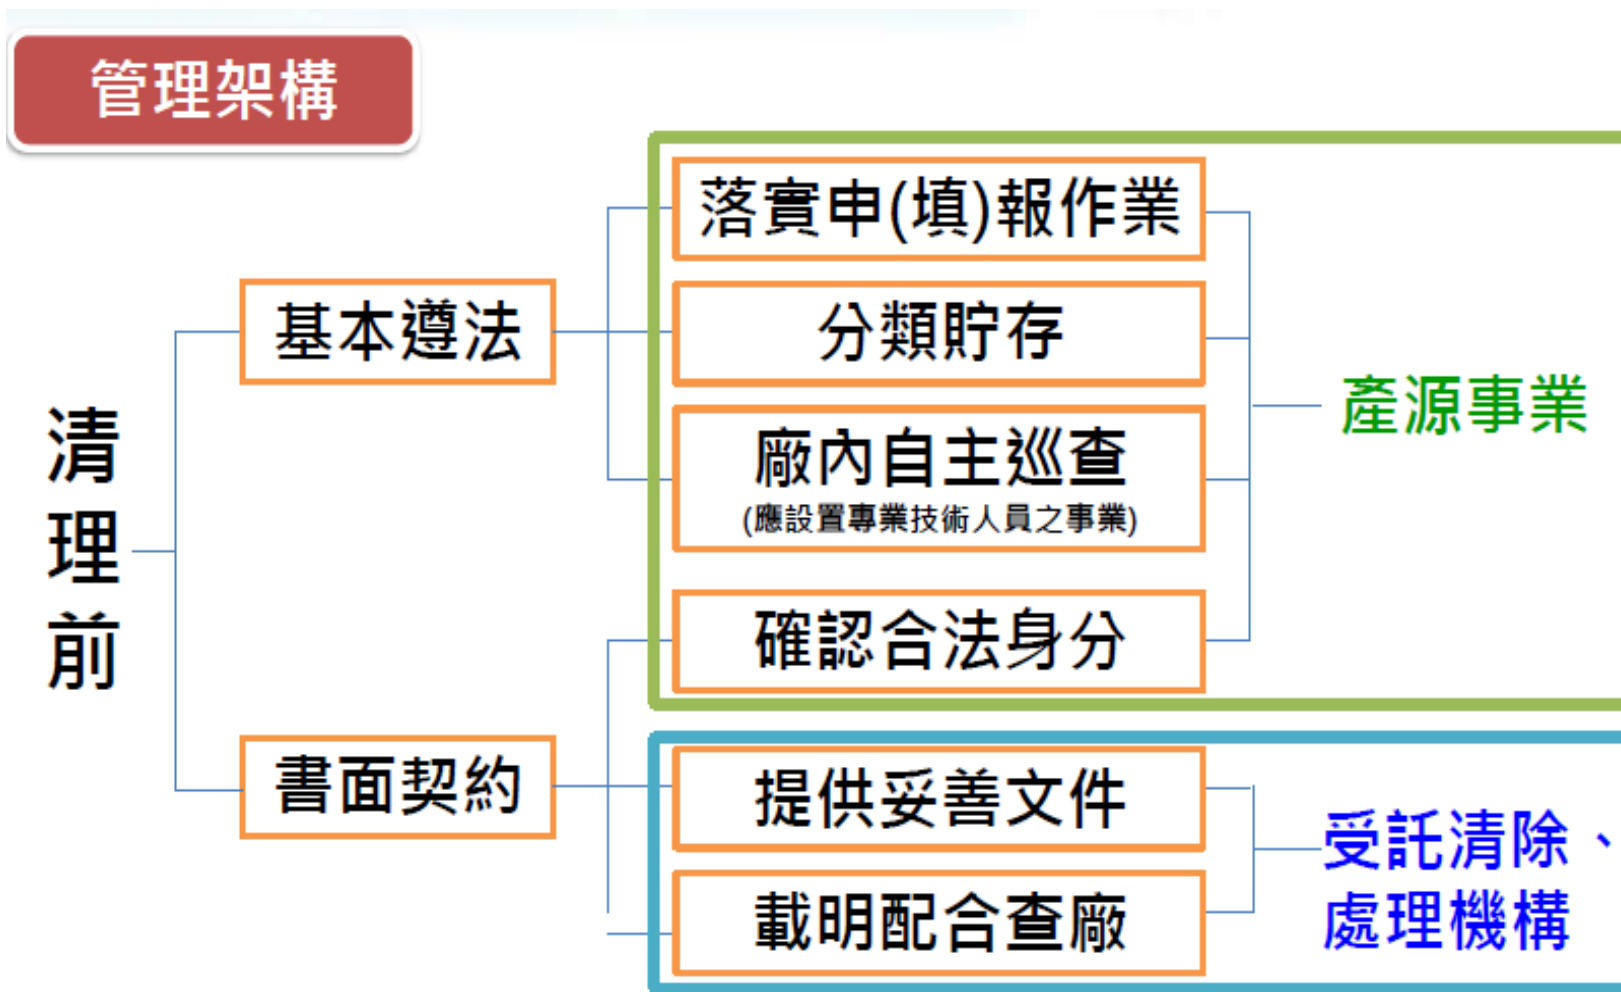 管理架構
清理前
基本遵法
落實申(填)報作業
分類貯存
廠內自主巡查
(應設置專業技術人員之事業)
產源事業
書面契約
確認合法身分
提供妥善文件
載明配合查廠
受託清除、
處理機構